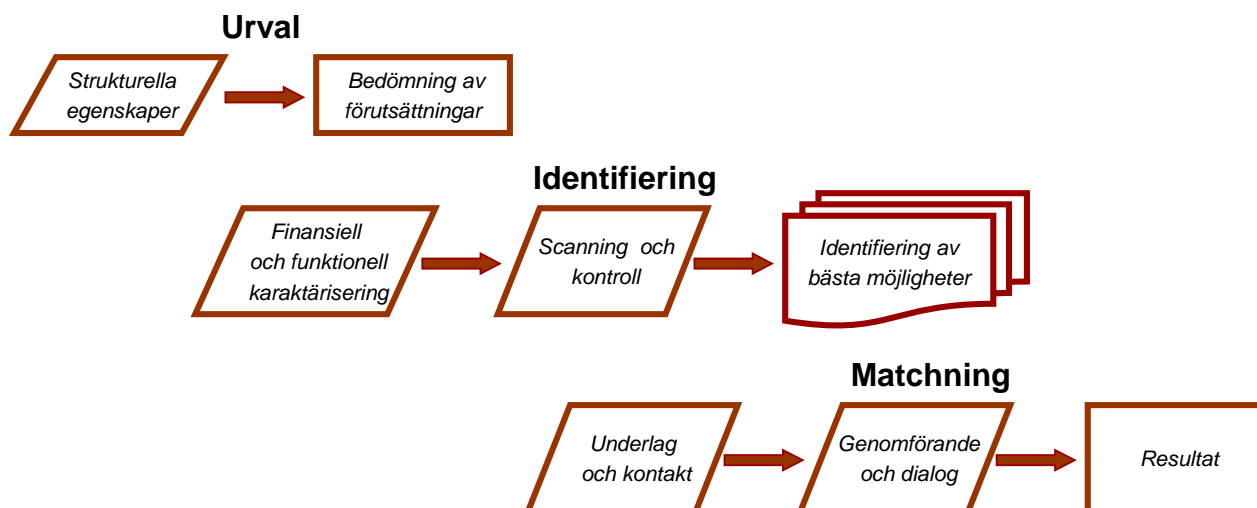 Urval
Strukturella
egenskaper
Bedömning av
förutsättningar
Identifiering
Finansiell
och funktionell
karaktärisering
Scanning och
kontroll
Identifiering av
bästa möjligheter
Matchning
Underlag
och kontakt
Genomförande
och dialog
Resultat